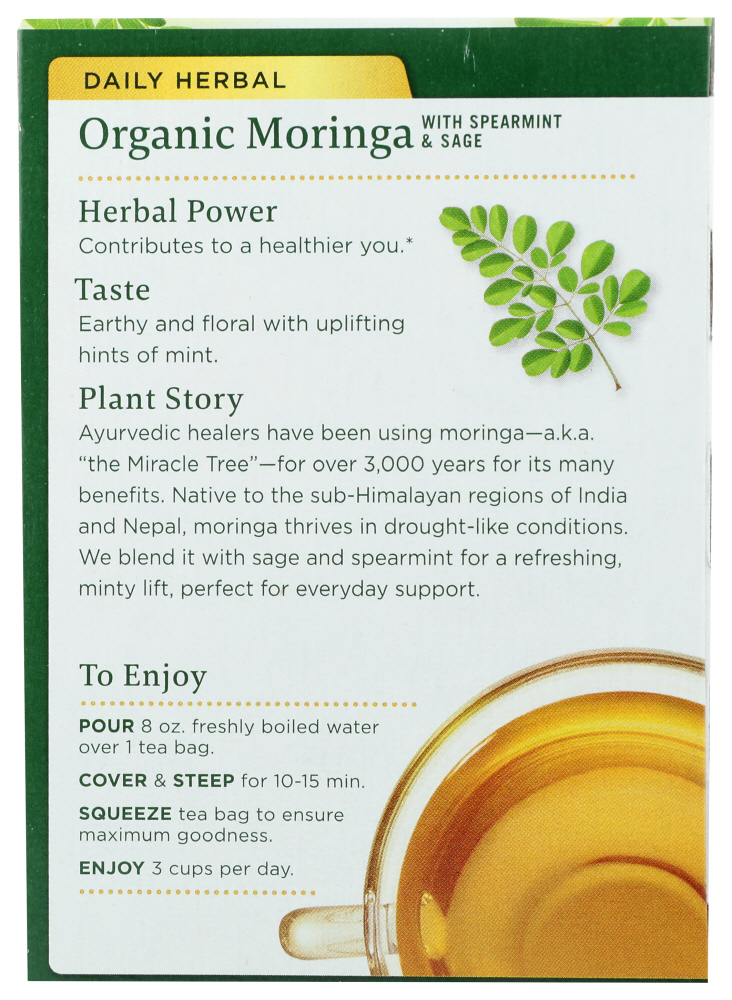 DAILY HERBAL
Organic Moringa WITH SPEARMINT
& SAGE
Herbal Power
Contributes to a healthier you.*
Taste
Earthy and floral with uplifting
hints of mint.
Plant Story
Ayurvedic healers have been using moringa—a.k.a.
“the Miracle Tree”—for over 3,000 years for its many
benefits. Native to the sub-Himalayan regions of India
and Nepal, moringa thrives in drought-like conditions.
We blend it with sage and spearmint for a refreshing,
minty lift, perfect for everyday support.
To Enjoy
POUR 8 oz. freshly boiled water
over 1 tea bag.
COVER & STEEP for 10-15 min.
SQUEEZE tea bag to ensure
maximum goodness.
ENJOY 3 cups per day.